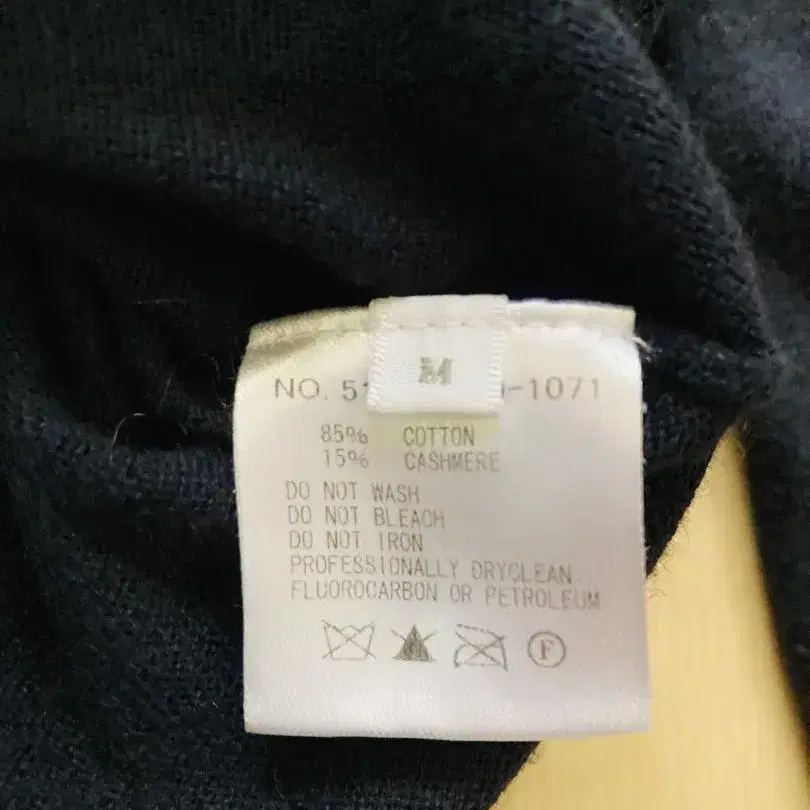 M
NO. 51 -1071
85% COTTON
15% CASHMERE
DO NOT WASH
DO NOT BLEACH
DO NOT IRON
PROFESSIONALLY DRYCLEAN
FLUOROCARBON OR PETROLEUM
F